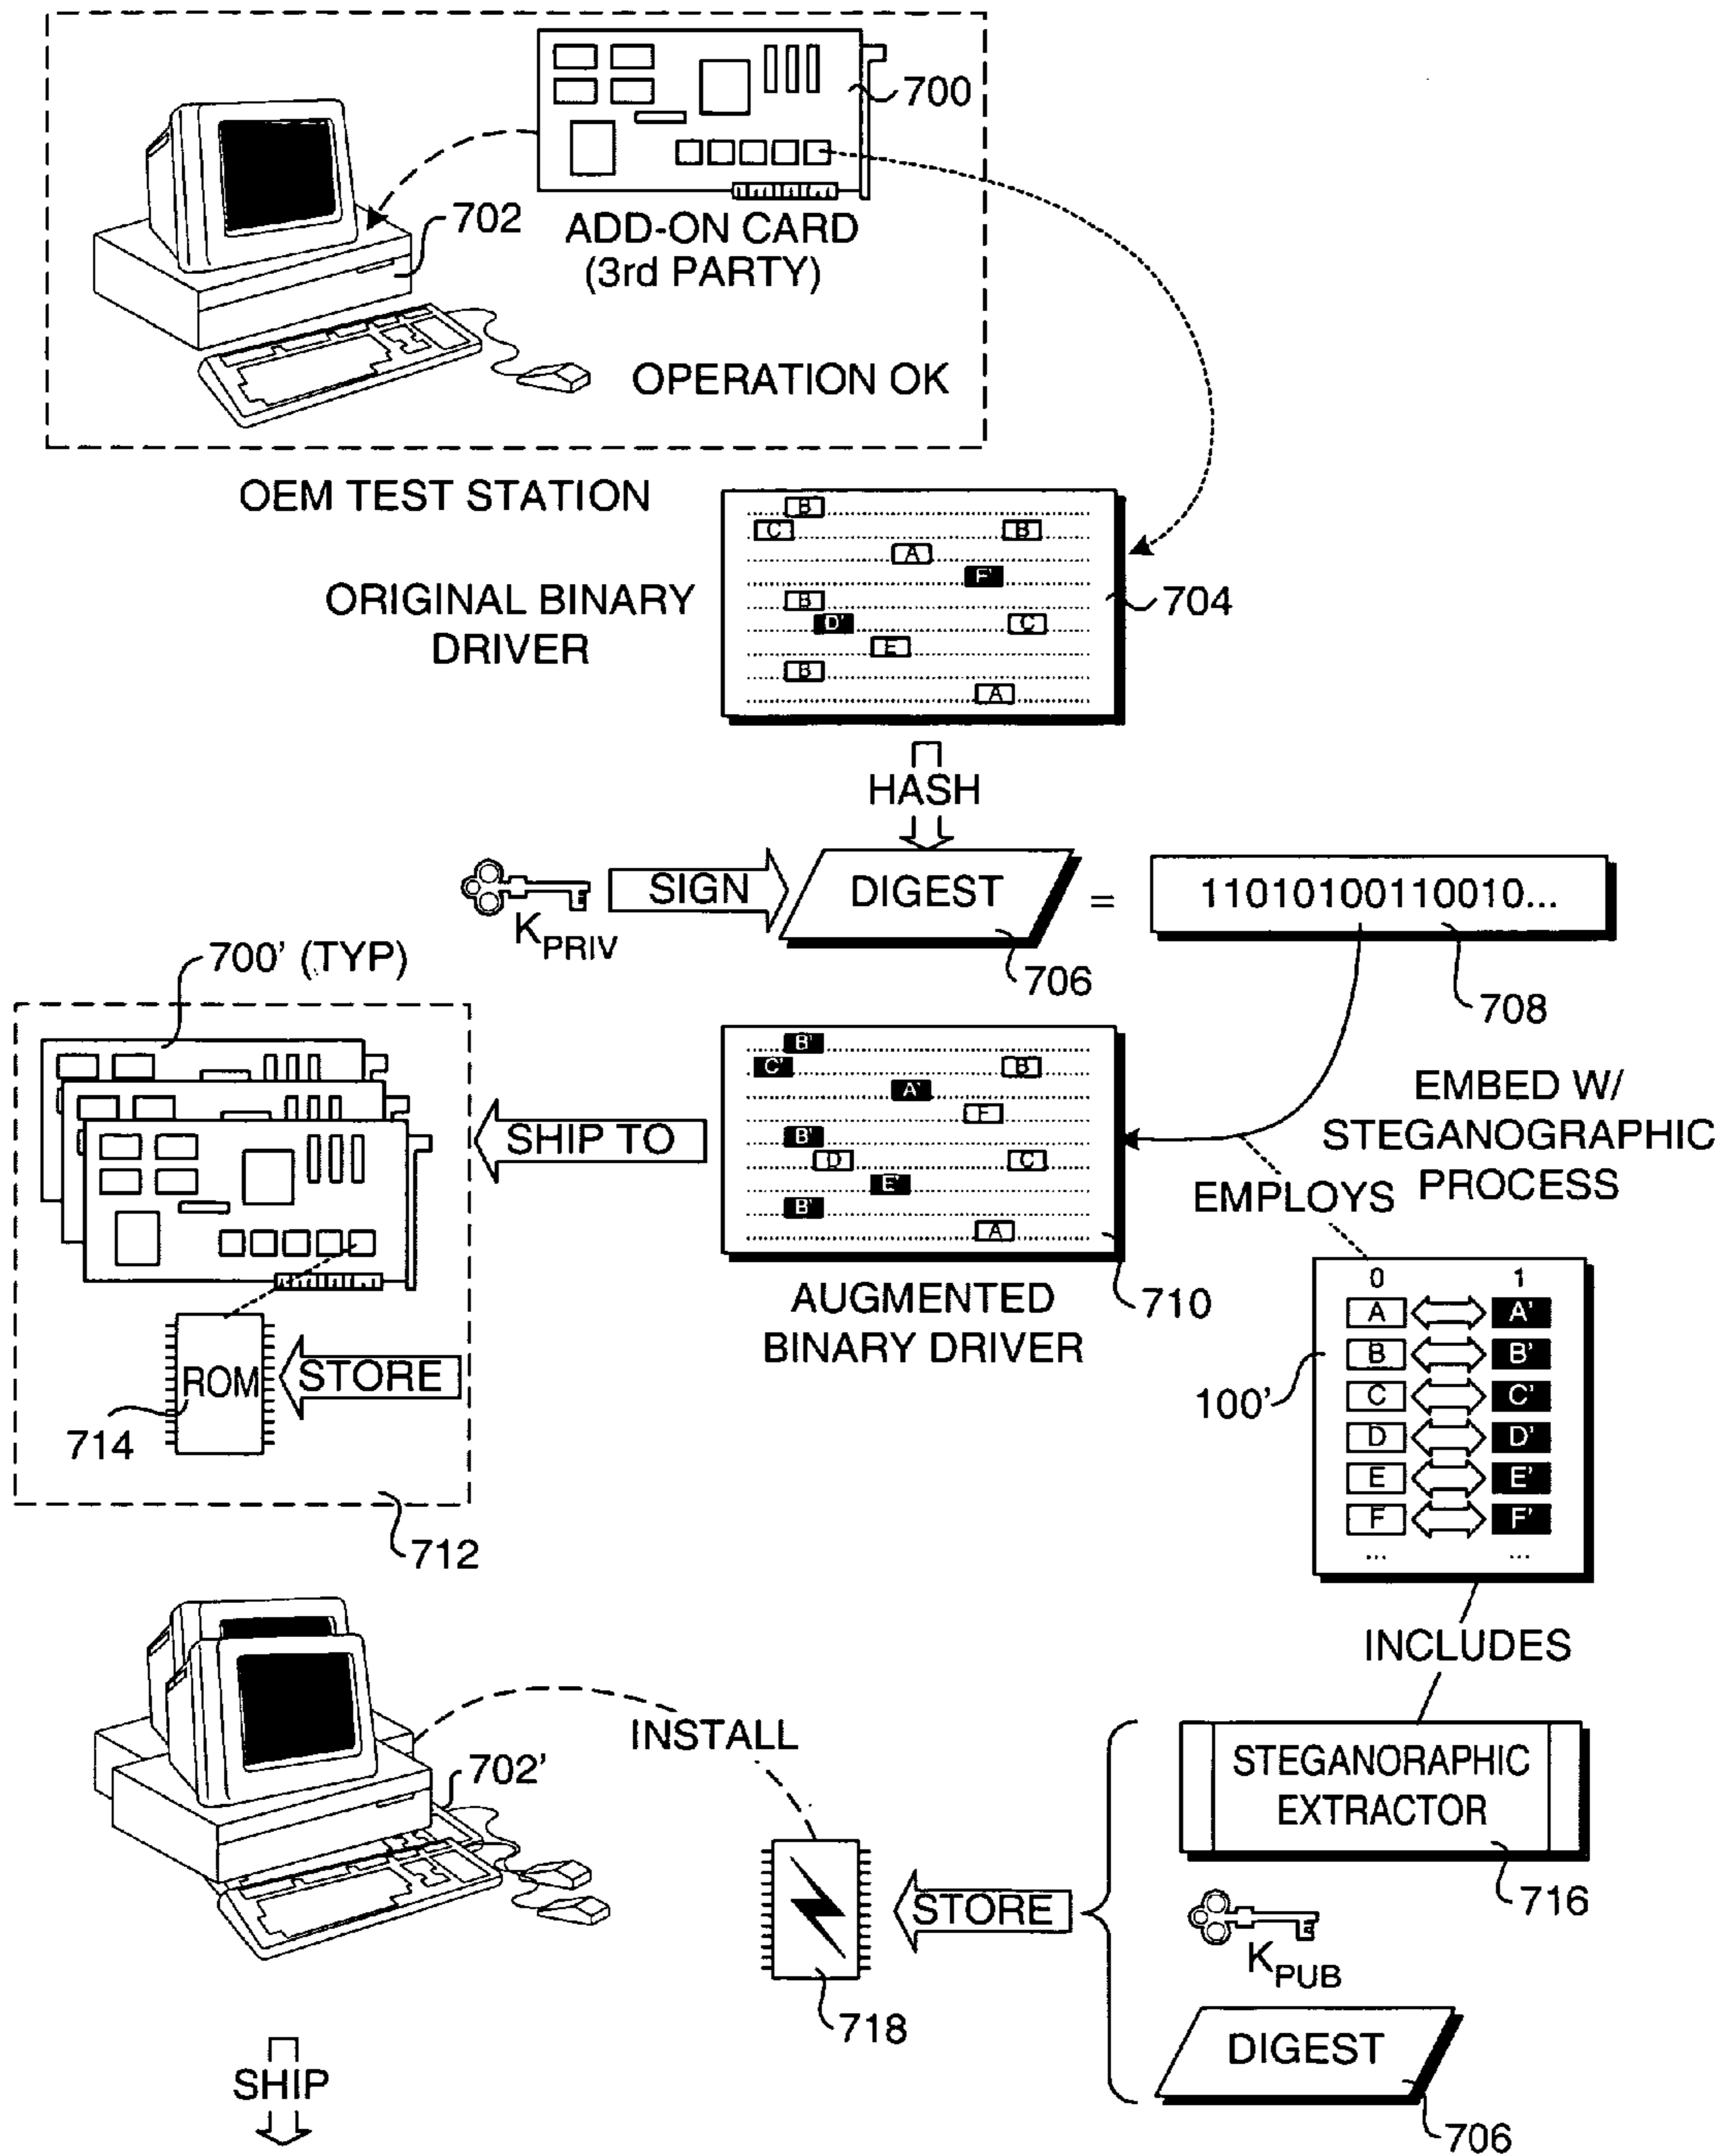 700
702
ADD-ON CARD
(3rd PARTY)
OPERATION OK
OEM TEST STATION
B
C B
A
F'
ORIGINAL BINARY
DRIVER
B
D' C
E
B
A
704
HASH
SIGN
K PRIV
DIGEST
=
11010100110010...
706
708
700' (TYP)
B'
C' B
A'
F
B'
D C
E'
B'
A
SHIP TO
EMBED W/
STEGANOGRAPHIC
PROCESS
EMPLOYS
AUGMENTED
BINARY DRIVER
710
ROM
STORE
714
712
0 1
A A'
B B'
C C'
D D'
E E'
F F'
... ...
100'
INCLUDES
INSTALL
702'
STEGANORAPHIC
EXTRACTOR
716
STORE
K PUB
718
DIGEST
706
SHIP